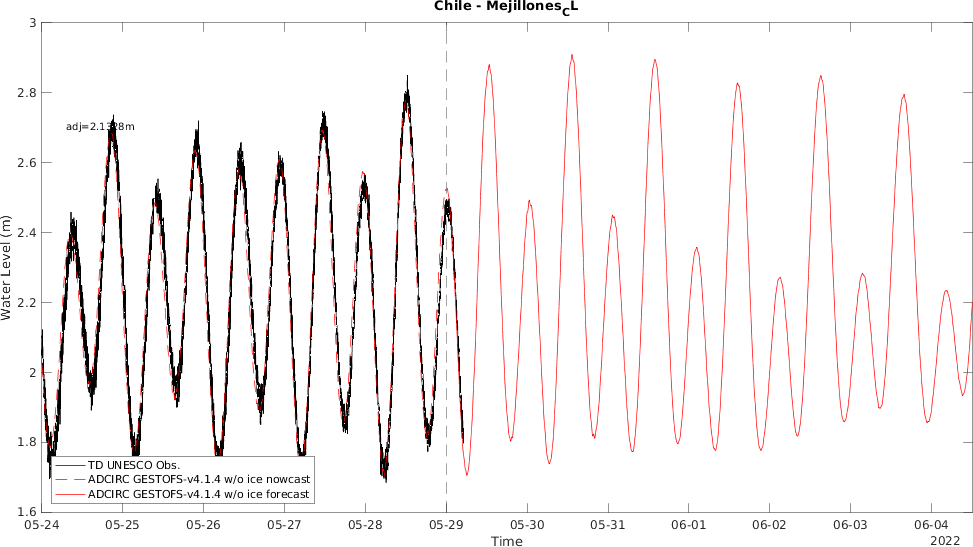 Chile - Mejillones_CL
3
2.8
adj=2.1328m
2.6
2.4
Water Level (m)
2.2
2
1.8
TD UNESCO Obs.
ADCIRC GESTOFS-v4.1.4 w/o ice nowcast
ADCIRC GESTOFS-v4.1.4 w/o ice forecast
1.6
05-24 05-25 05-26 05-27 05-28 05-29 05-30 05-31 06-01 06-02 06-03 06-04
Time
2022